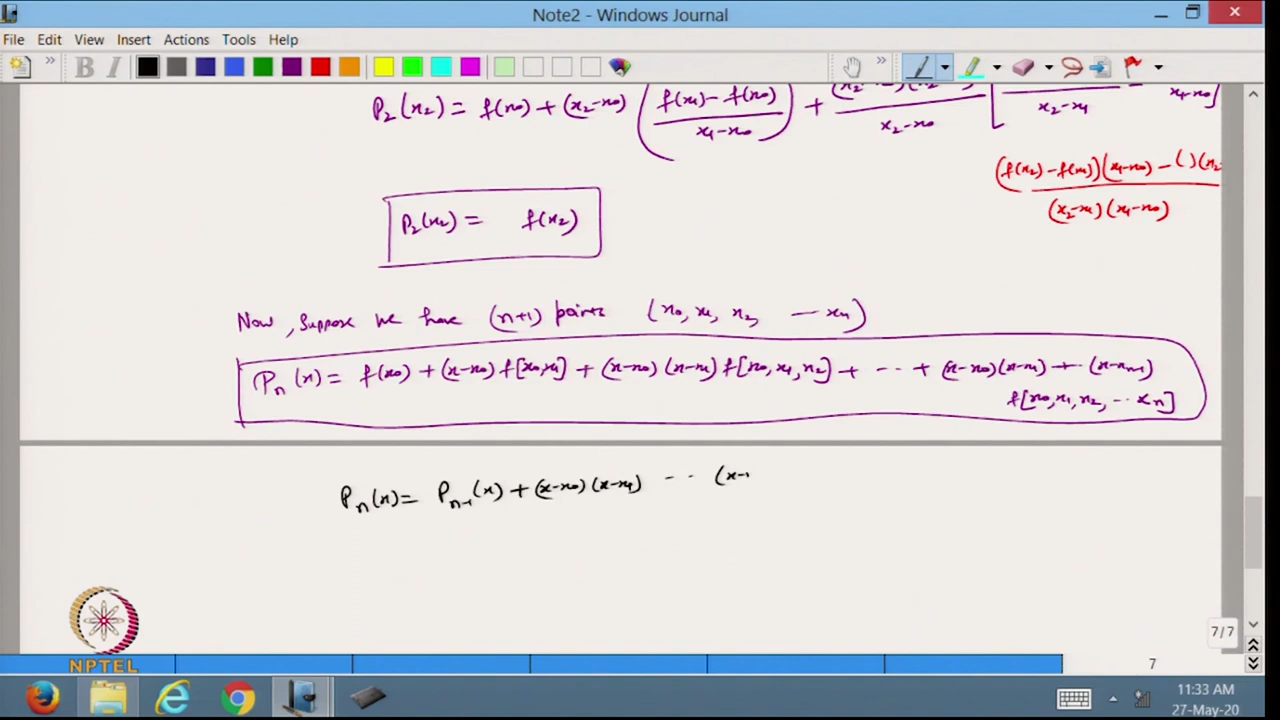 Note2 - Windows Journal
File Edit View Insert Actions Tools Help
P₂(x₂) = f(x₀) + (x₂-x₀) ( f(x₁) - f(x₀) / x₁-x₀ ) + / x₂-x₀ [ / x₂-x₁ - x₁-x₀ ]
(f(x₂) - f(x₁))(x₁-x₀) - ( )(x₂
(x₂-x₁)(x₁-x₀)
P₂(x₂) = f(x₂)
Now, Suppose we have (n+1) points (x₀, x₁, x₂, --- xₙ)
Pₙ(x) = f(x₀) + (x-x₀) f[x₀,x₁] + (x-x₀)(x-x₁) f[x₀,x₁,x₂] + -- + (x-x₀)(x-x₁) +-- (x-xₙ₋₁)
f[x₀,x₁,x₂, -- xₙ]
Pₙ(x) = Pₙ₋₁(x) + (x-x₀)(x-x₁) -- -- (x-
7/7
NPTEL
7
11:33 AM
27-May-20